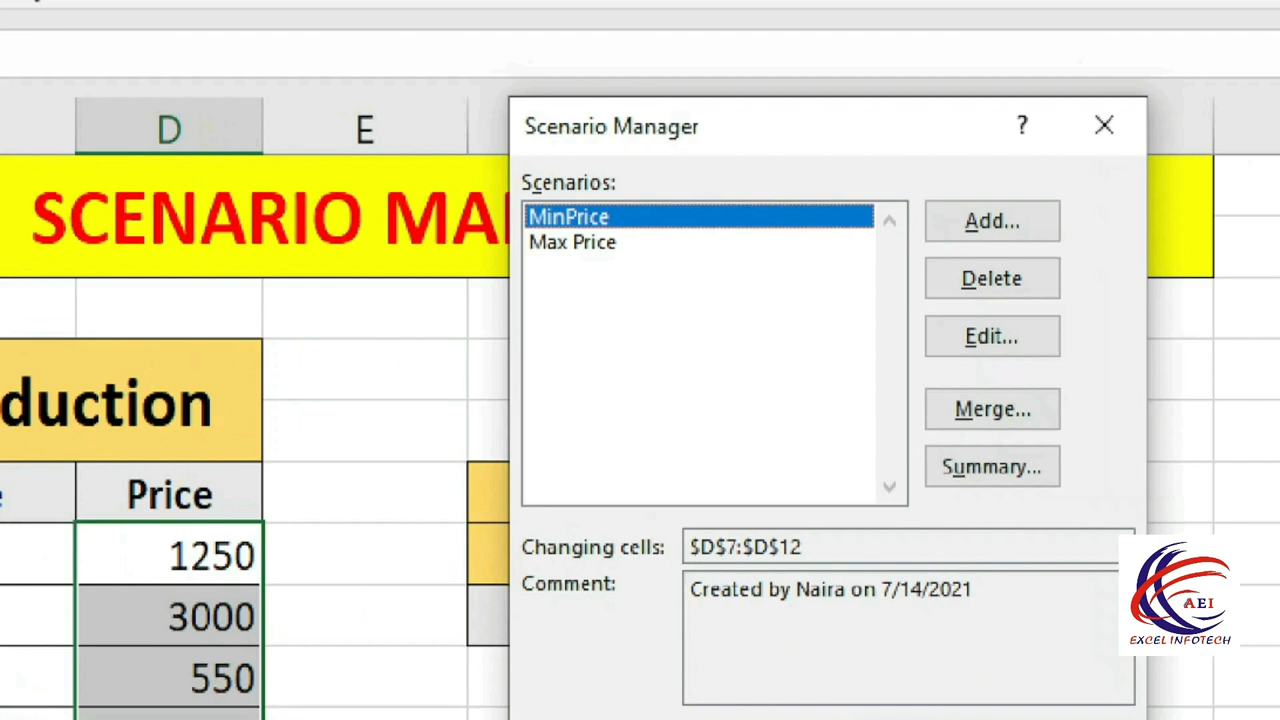 D
E
SCENARIO MA
duction
Price
1250
3000
550
Scenario Manager
?
Scenarios:
MinPrice
Max Price
Add...
Delete
Edit...
Merge...
Summary...
Changing cells:
$D$7:$D$12
Comment:
Created by Naira on 7/14/2021
AEI
EXCEL INFOTECH